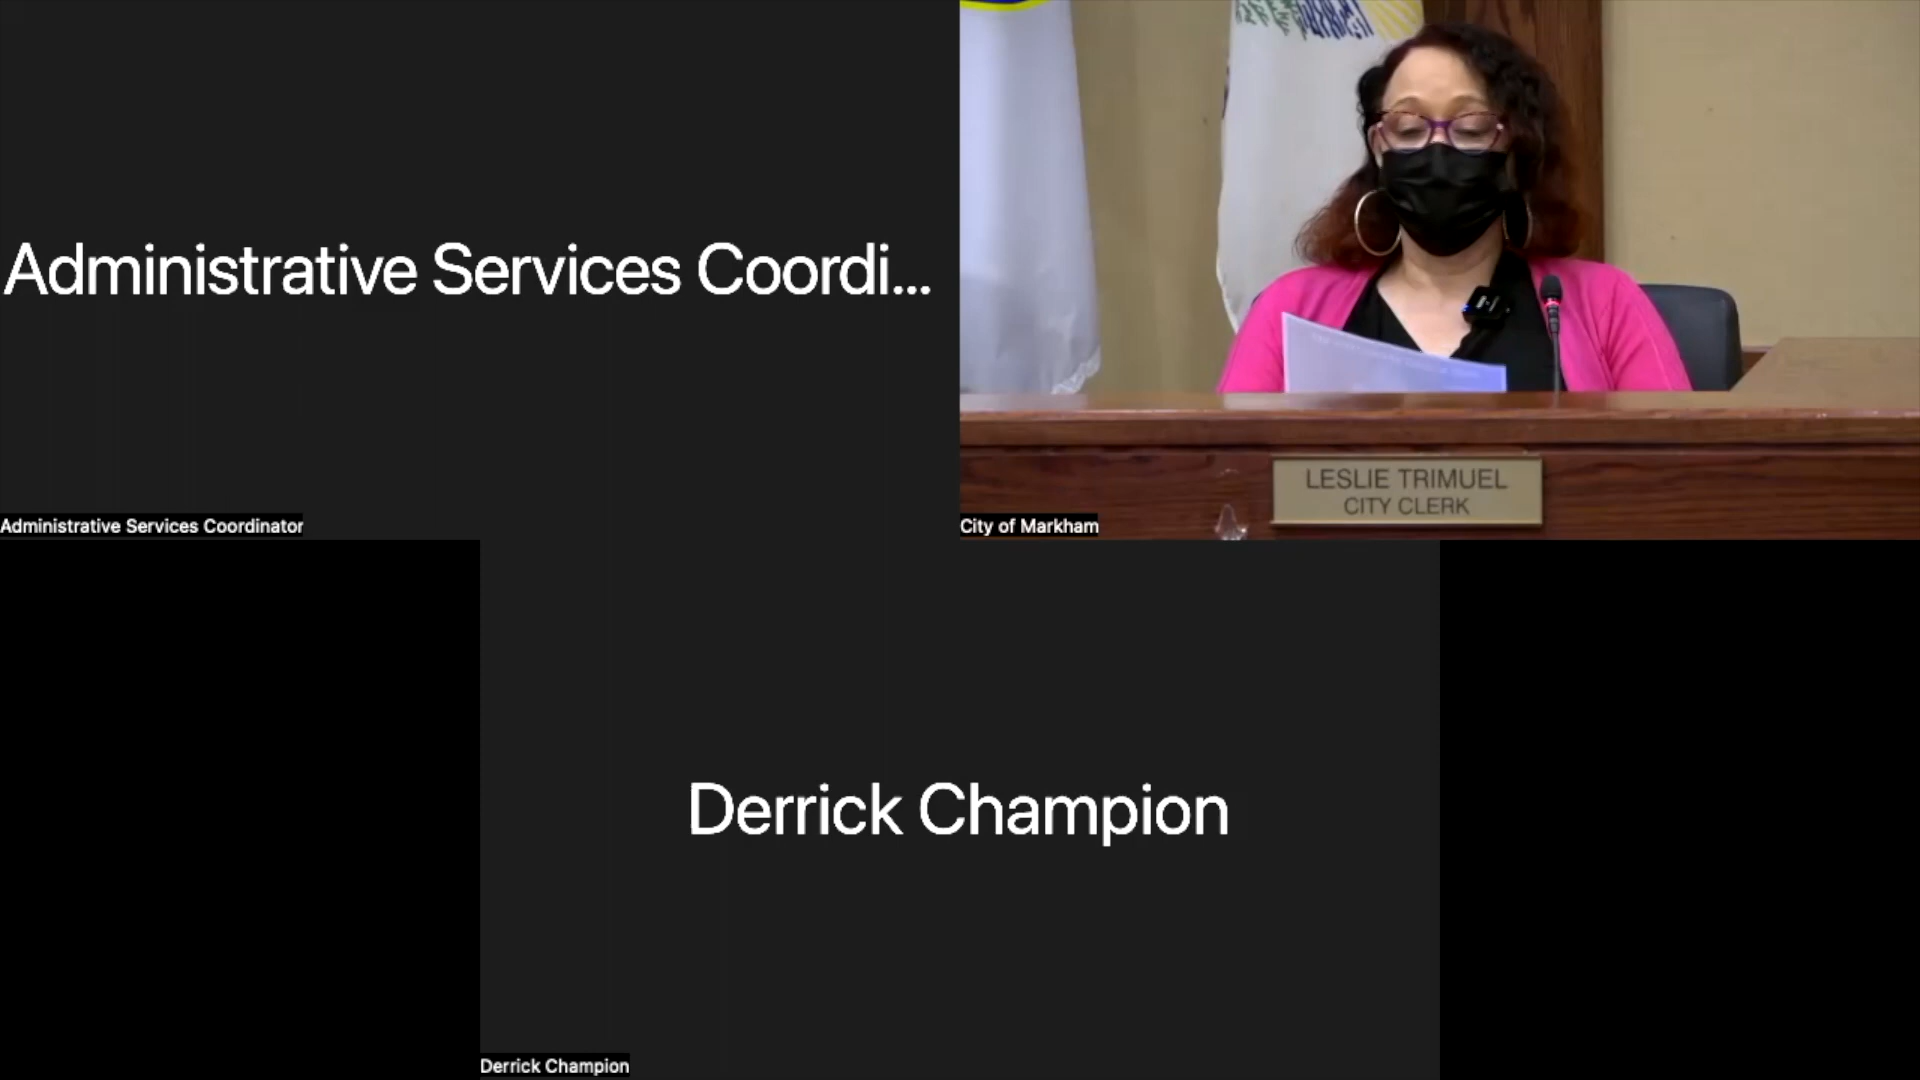 Administrative Services Coordi...
Administrative Services Coordinator
LESLIE TRIMUEL
CITY CLERK
City of Markham
Derrick Champion
Derrick Champion